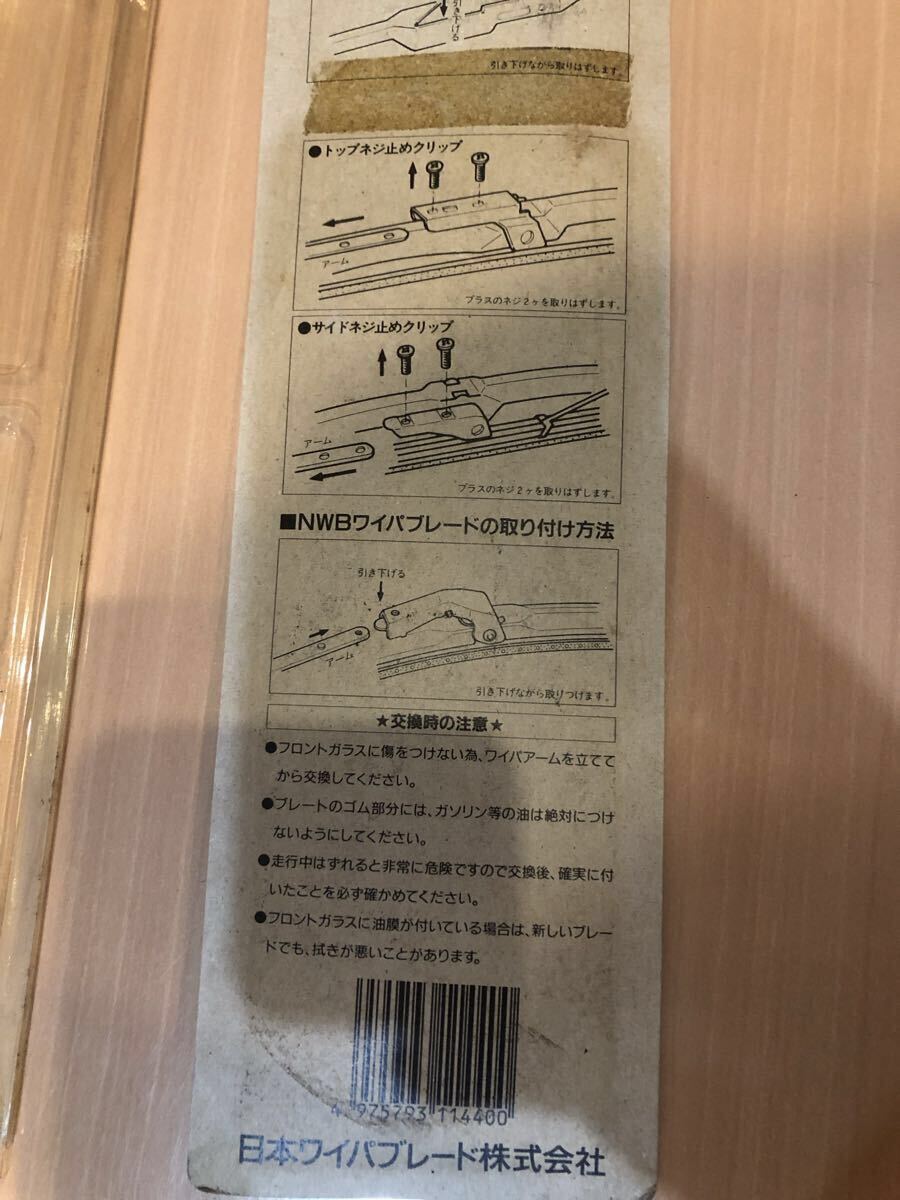 引き下げる
引き下げながら取りはずします。
●トップネジ止めクリップ
アーム
プラスのネジ2ヶを取りはずします。
●サイドネジ止めクリップ
アーム
プラスのネジ2ヶを取りはずします。
■NWBワイパブレードの取り付け方法
引き下げる
アーム
引き下げながら取りつけます。
★交換時の注意★
●フロントガラスに傷をつけない為、ワイパアームを立てて
から交換してください。
●ブレートのゴム部分には、ガソリン等の油は絶対につけ
ないようにしてください。
●走行中はずれると非常に危険ですので交換後、確実に付
いたことを必ず確かめてください。
●フロントガラスに油膜が付いている場合は、新しいブレー
ドでも、拭きが悪いことがあります。
4 975793 114400
日本ワイパブレード株式会社